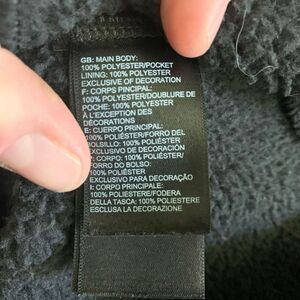 GB: MAIN BODY:
100% POLYESTER/POCKET
LINING: 100% POLYESTER
EXCLUSIVE OF DECORATION
F: CORPS PINCIPAL:
100% POLYESTER/DOUBLURE DE
POCHE: 100% POLYESTER
À L'EXCEPTION DES
DÉCORATIONS
E: CUERPO PRINCIPAL:
100% POLIÉSTER/FORRO DEL
BOLSILLO: 100% POLIÉSTER
EXCLUSIVO DE DECORACIÓN
P: CORPO: 100% POLIÉSTER/
FORRO DO BOLSO:
100% POLIÉSTER
EXCLUSIVO PARA DECORAÇÃO
I: CORPO PRINCIPALE:
100% POLIESTERE/FODERA
DELLA TASCA: 100% POLIESTERE
ESCLUSA LA DECORAZIONE